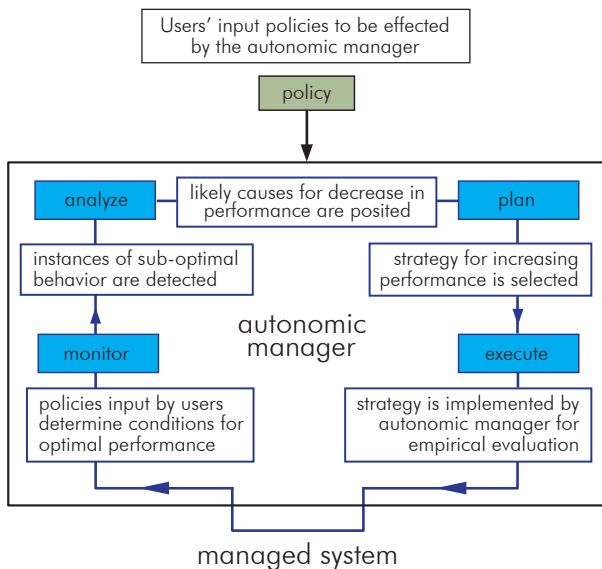 Users’ input policies to be effected
by the autonomic manager
policy
analyze
likely causes for decrease in
performance are posited
plan
instances of sub-optimal
behavior are detected
strategy for increasing
performance is selected
autonomic
manager
monitor
execute
policies input by users
determine conditions for
optimal performance
strategy is implemented by
autonomic manager for
empirical evaluation
managed system